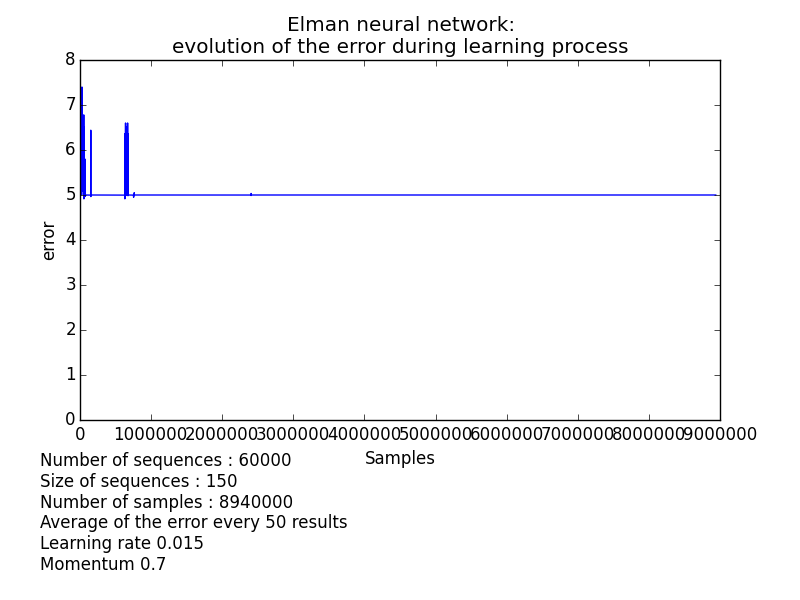 Elman neural network:
evolution of the error during learning process
8
7
6
5
4
3
2
1
0
error
0 1000000 2000000 3000000 4000000 5000000 6000000 7000000 8000000 9000000
Samples
Number of sequences : 60000
Size of sequences : 150
Number of samples : 8940000
Average of the error every 50 results
Learning rate 0.015
Momentum 0.7